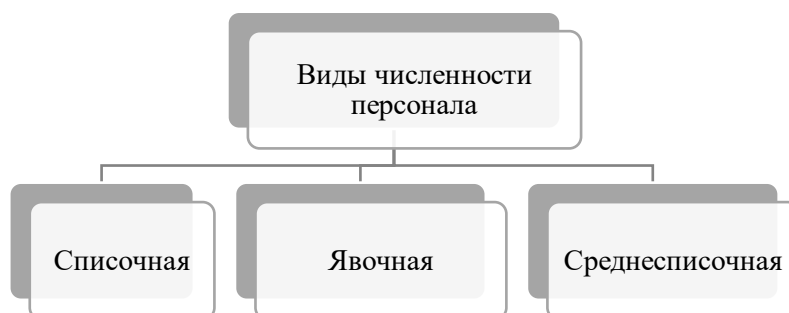 Виды численности
персонала
Списочная
Явочная
Среднесписочная